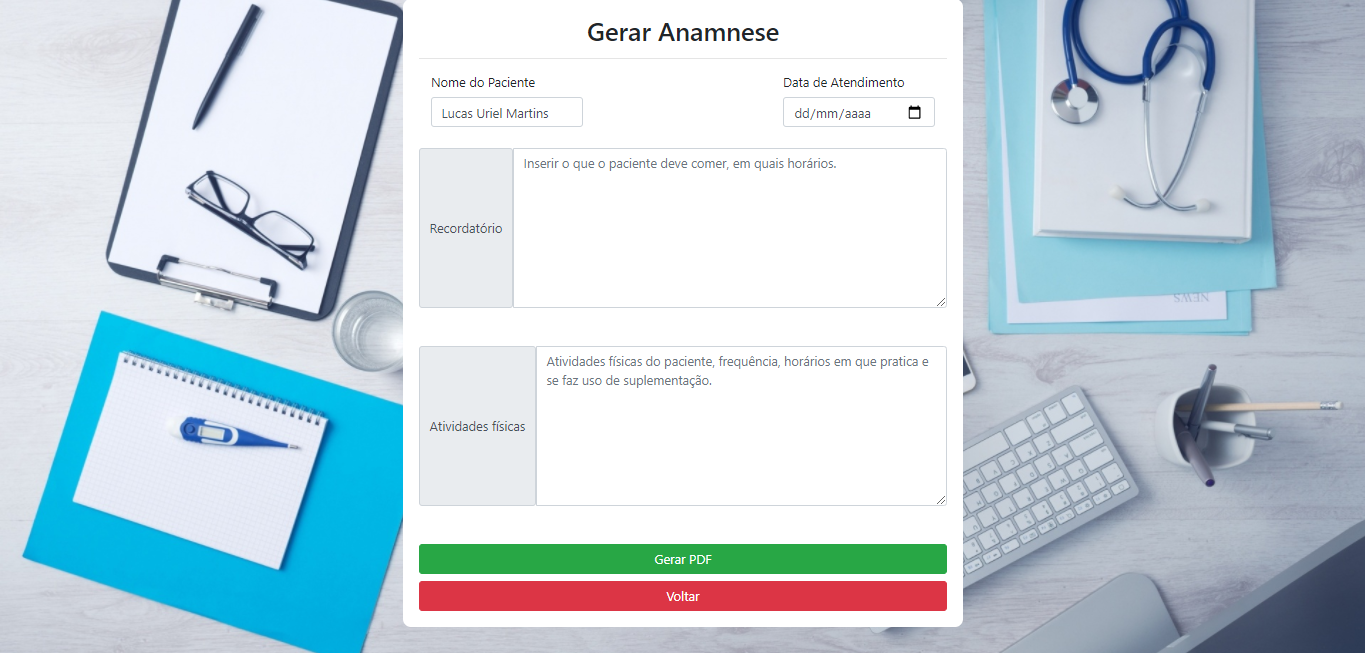 Gerar Anamnese
Nome do Paciente
Data de Atendimento
Lucas Uriel Martins
dd/mm/aaaa
Recordatório
Inserir o que o paciente deve comer, em quais horários.
NEWS
Atividades físicas
Atividades físicas do paciente, frequência, horários em que pratica e
se faz uso de suplementação.
Gerar PDF
Voltar